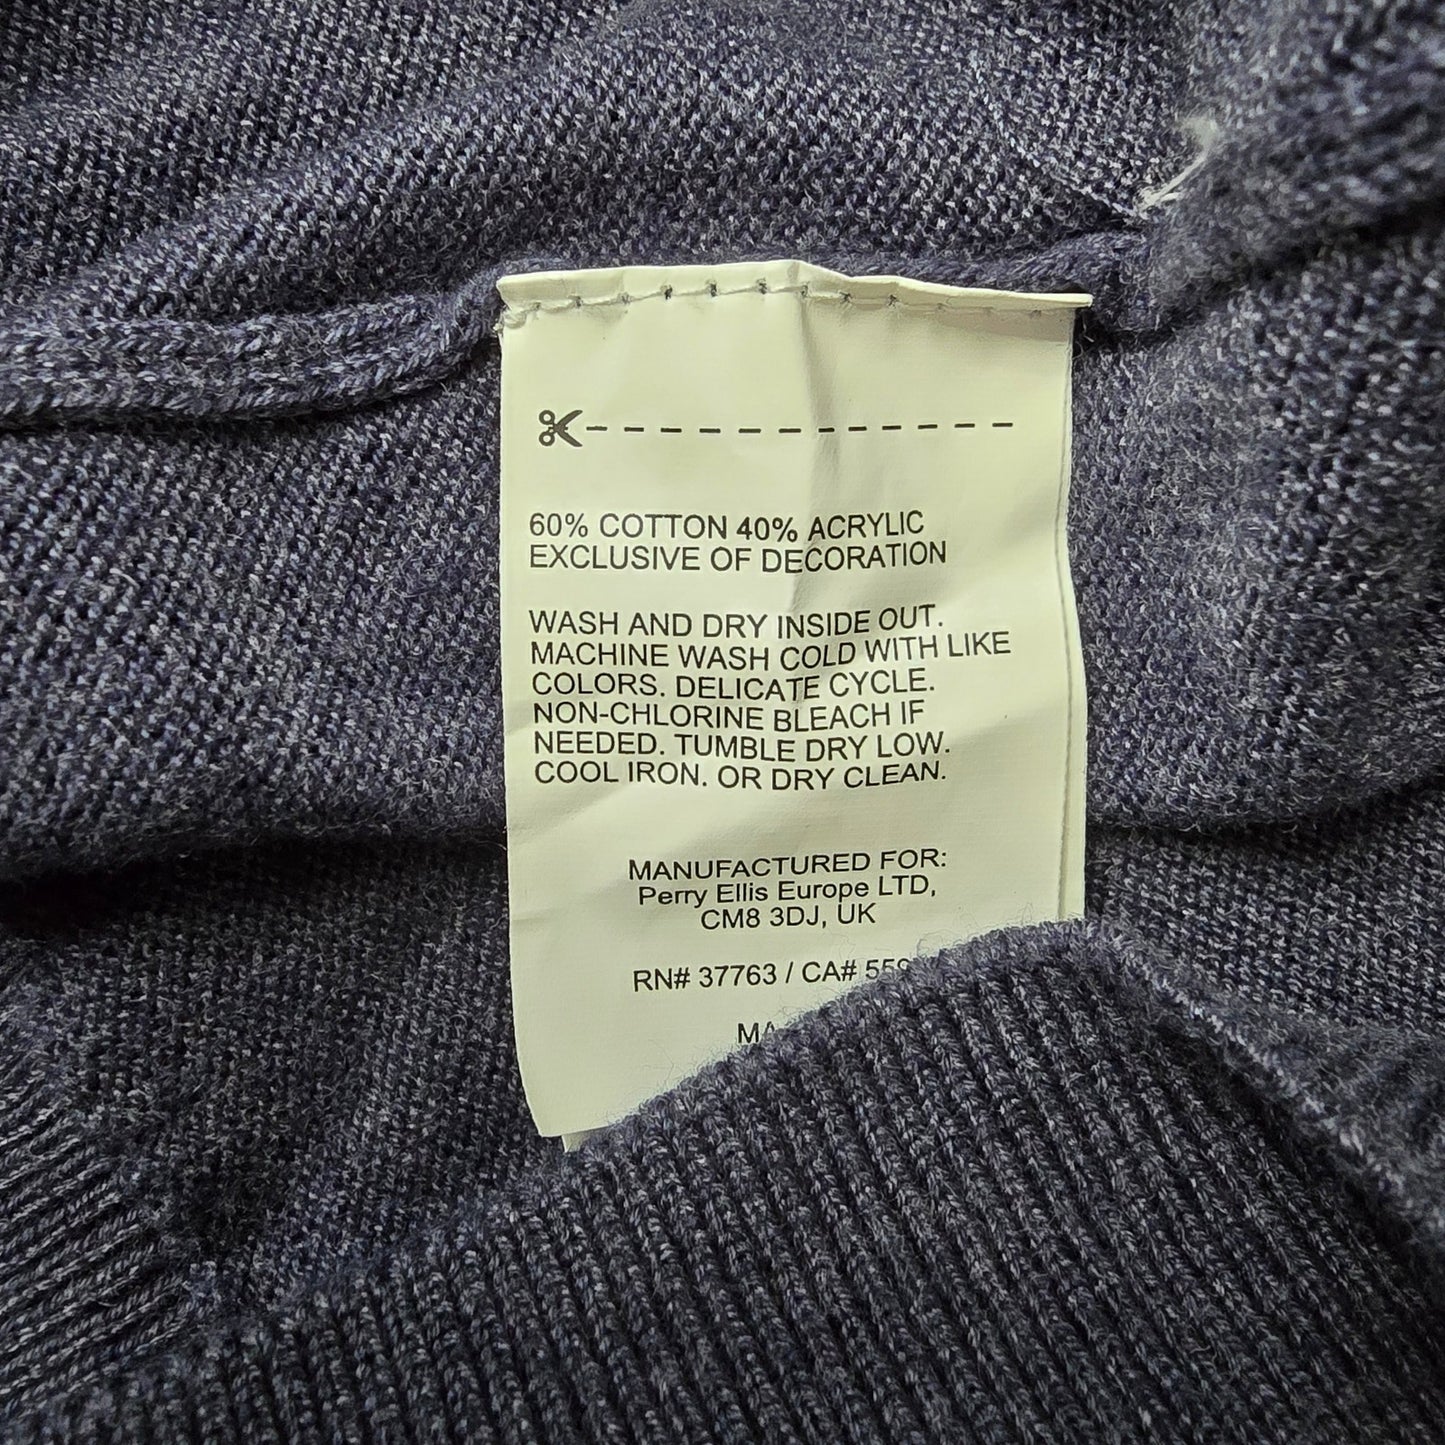 60% COTTON 40% ACRYLIC
EXCLUSIVE OF DECORATION
WASH AND DRY INSIDE OUT.
MACHINE WASH COLD WITH LIKE
COLORS. DELICATE CYCLE.
NON-CHLORINE BLEACH IF
NEEDED. TUMBLE DRY LOW.
COOL IRON. OR DRY CLEAN.
MANUFACTURED FOR:
Perry Ellis Europe LTD,
CM8 3DJ, UK
RN# 37763 / CA#